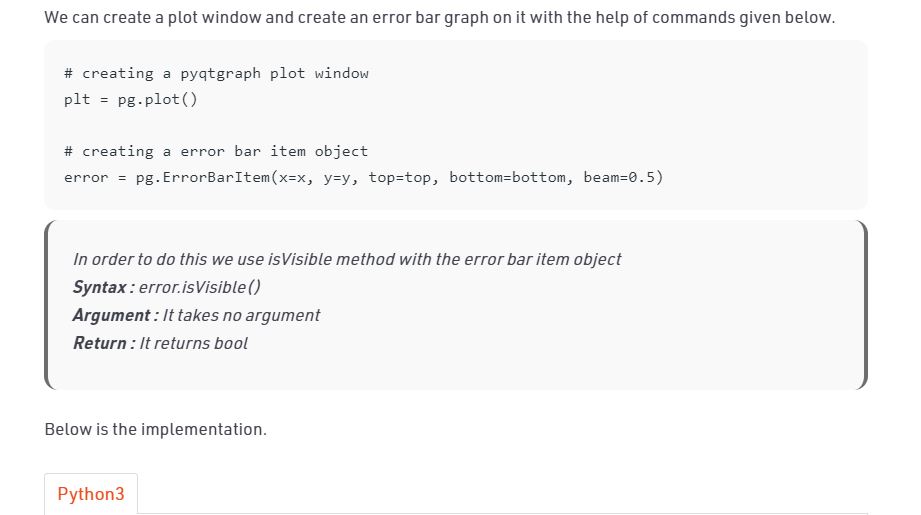 We can create a plot window and create an error bar graph on it with the help of commands given below.
# creating a pyqtgraph plot window
plt = pg.plot()
# creating a error bar item object
error = pg.ErrorBarItem(x=x, y=y, top=top, bottom=bottom, beam=0.5)
In order to do this we use isVisible method with the error bar item object
Syntax : error.isVisible()
Argument : It takes no argument
Return : It returns bool
Below is the implementation.
Python3